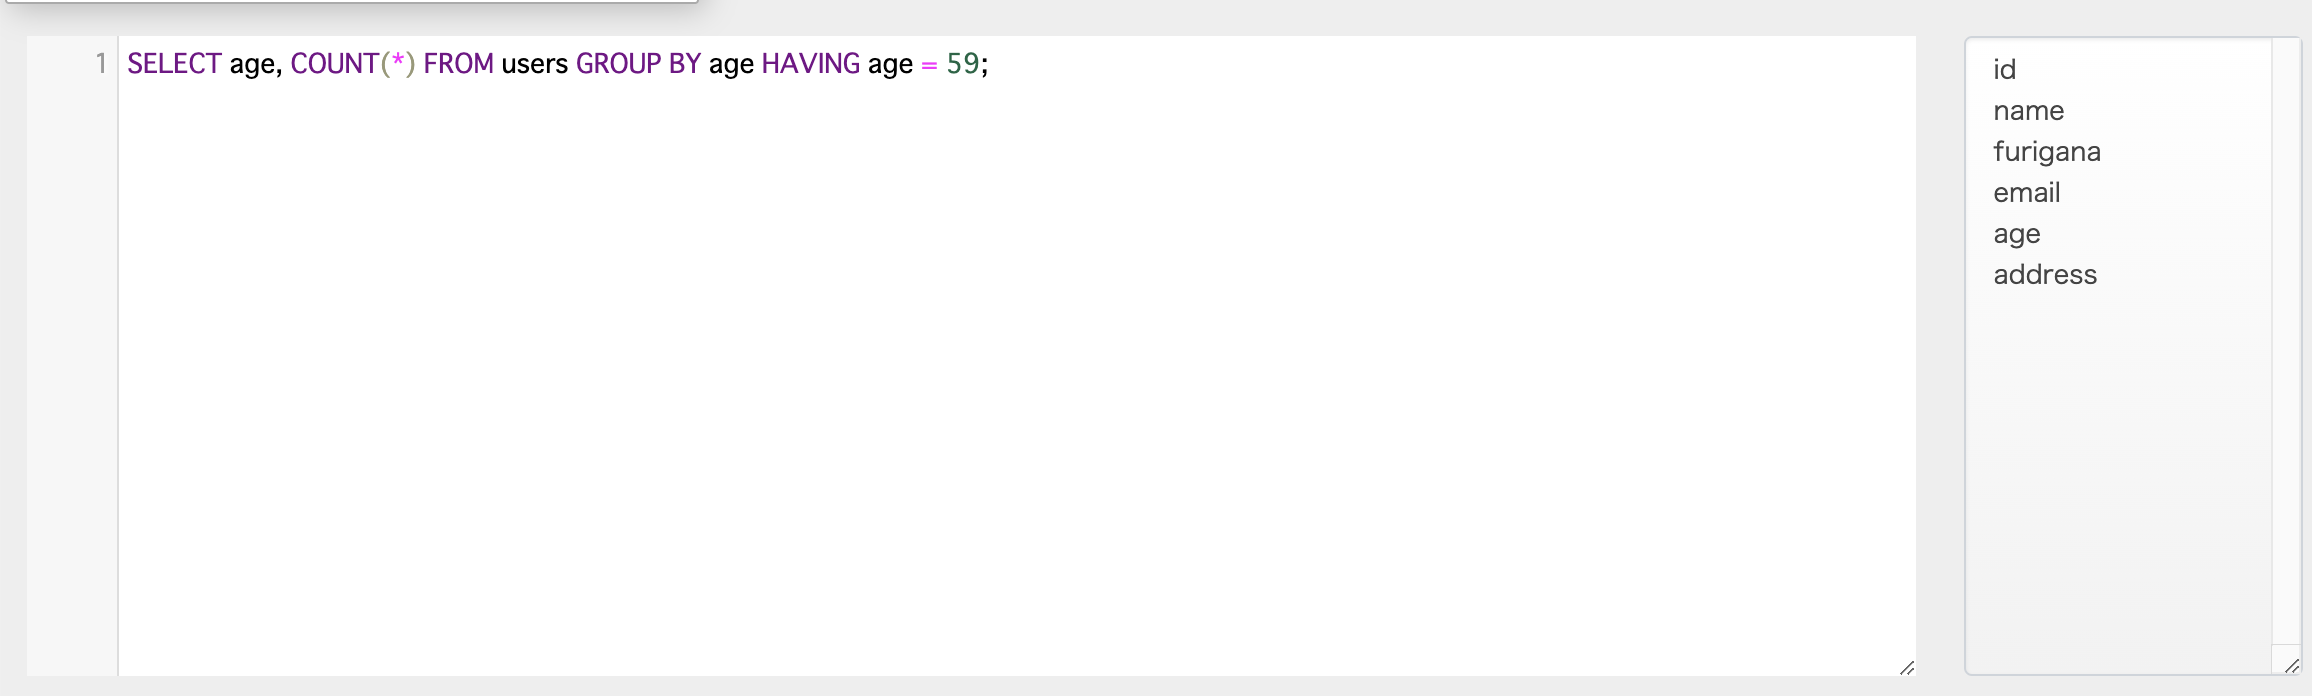 1 SELECT age, COUNT(*) FROM users GROUP BY age HAVING age = 59;
id
name
furigana
email
age
address